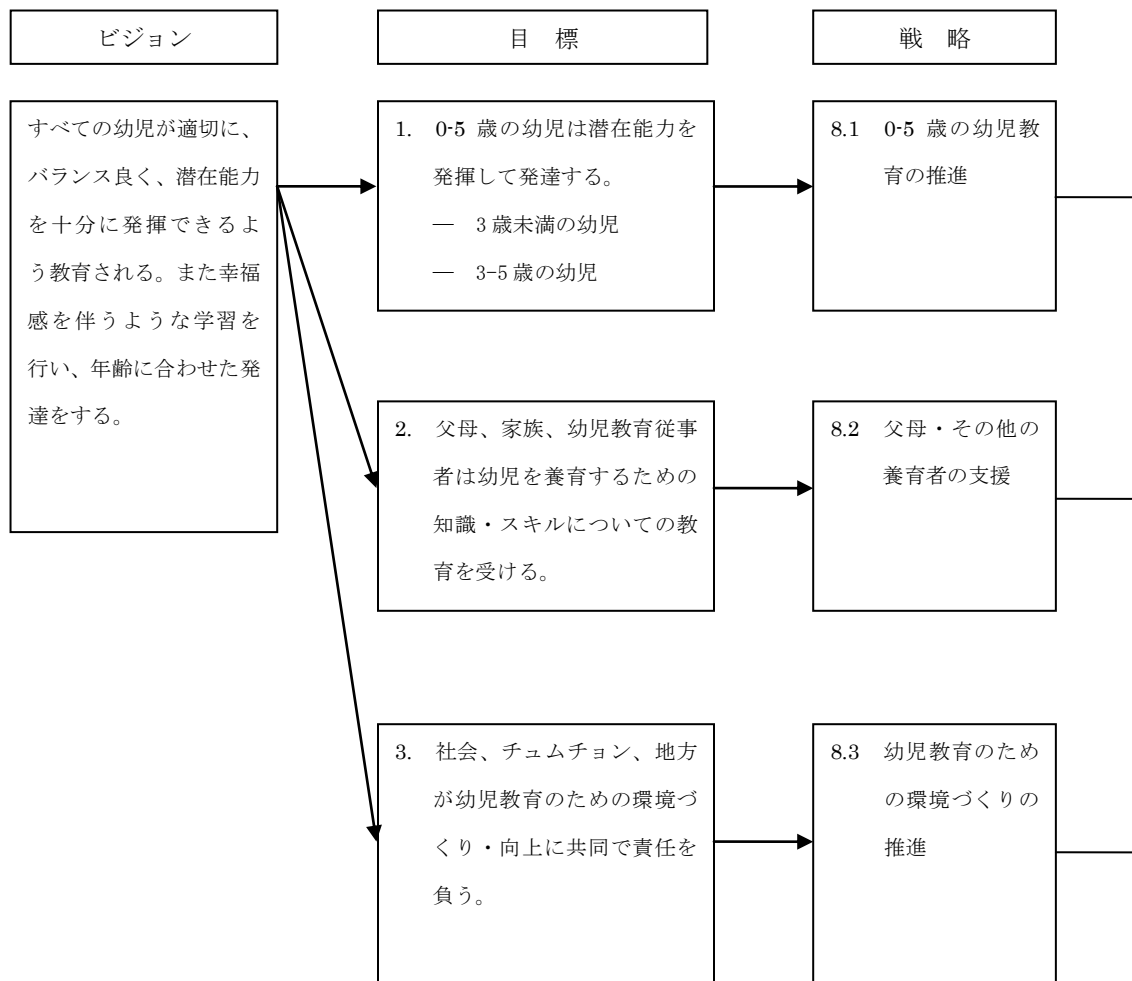 ビジョン
目 標
戦 略
すべての幼児が適切に、
バランス良く、潜在能力
を十分に発揮できるよ
う教育される。また幸福
感を伴うような学習を
行い、年齢に合わせた発
達をする。
1. 0-5 歳の幼児は潜在能力を
発揮して発達する。
― 3歳未満の幼児
― 3-5歳の幼児
8.1 0-5 歳の幼児教
育の推進
2. 父母、家族、幼児教育従事
者は幼児を養育するための
知識・スキルについての教
育を受ける。
8.2 父母・その他の
養育者の支援
3. 社会、チュムチョン、地方
が幼児教育のための環境づ
くり・向上に共同で責任を
負う。
8.3 幼児教育のため
の環境づくりの
推進